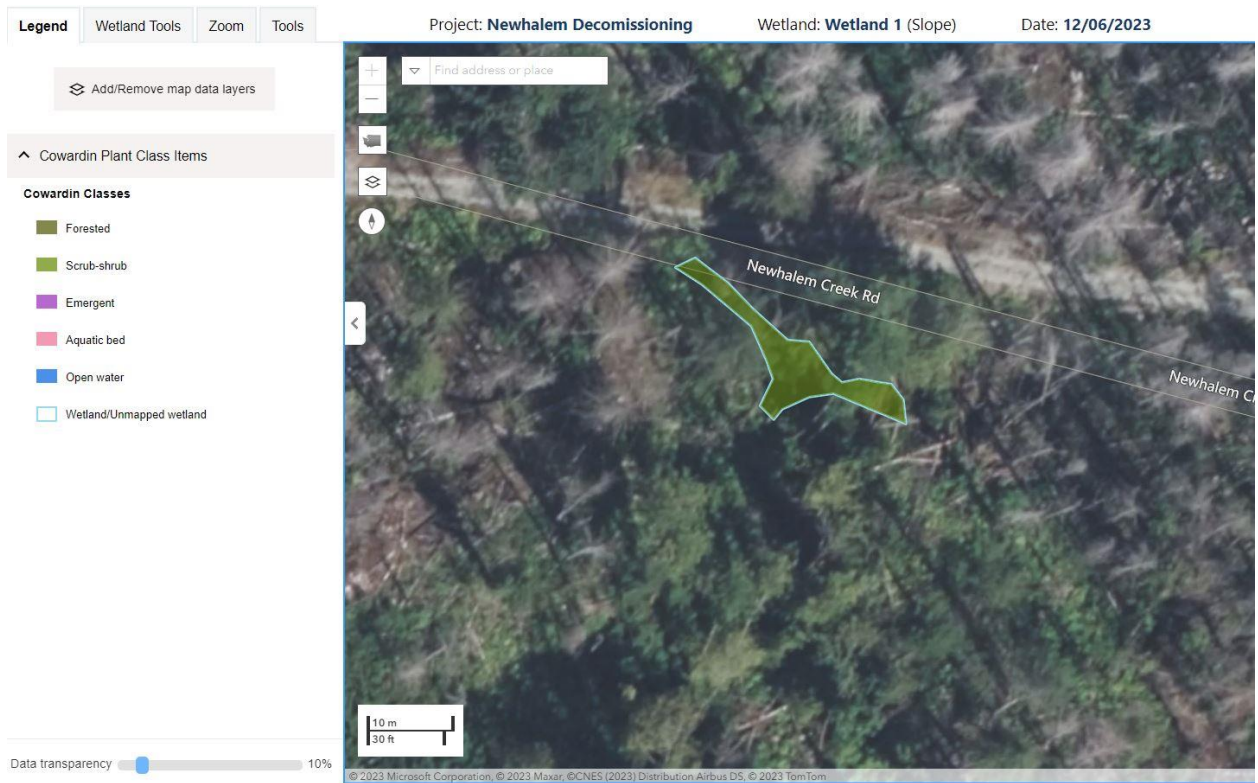 Legend
Wetland Tools
Zoom
Tools
Project: Newhalem Decomissioning
Wetland: Wetland 1 (Slope)
Date: 12/06/2023
Add/Remove map data layers
Find address or place
Cowardin Plant Class Items
Cowardin Classes
Forested
Scrub-shrub
Emergent
Aquatic bed
Open water
Wetland/Unmapped wetland
Newhalem Creek Rd
Newhalem C
10 m
30 ft
Data transparency
10%
© 2023 Microsoft Corporation, © 2023 Maxar, ©CNES (2023) Distribution Airbus DS, © 2023 TomTom